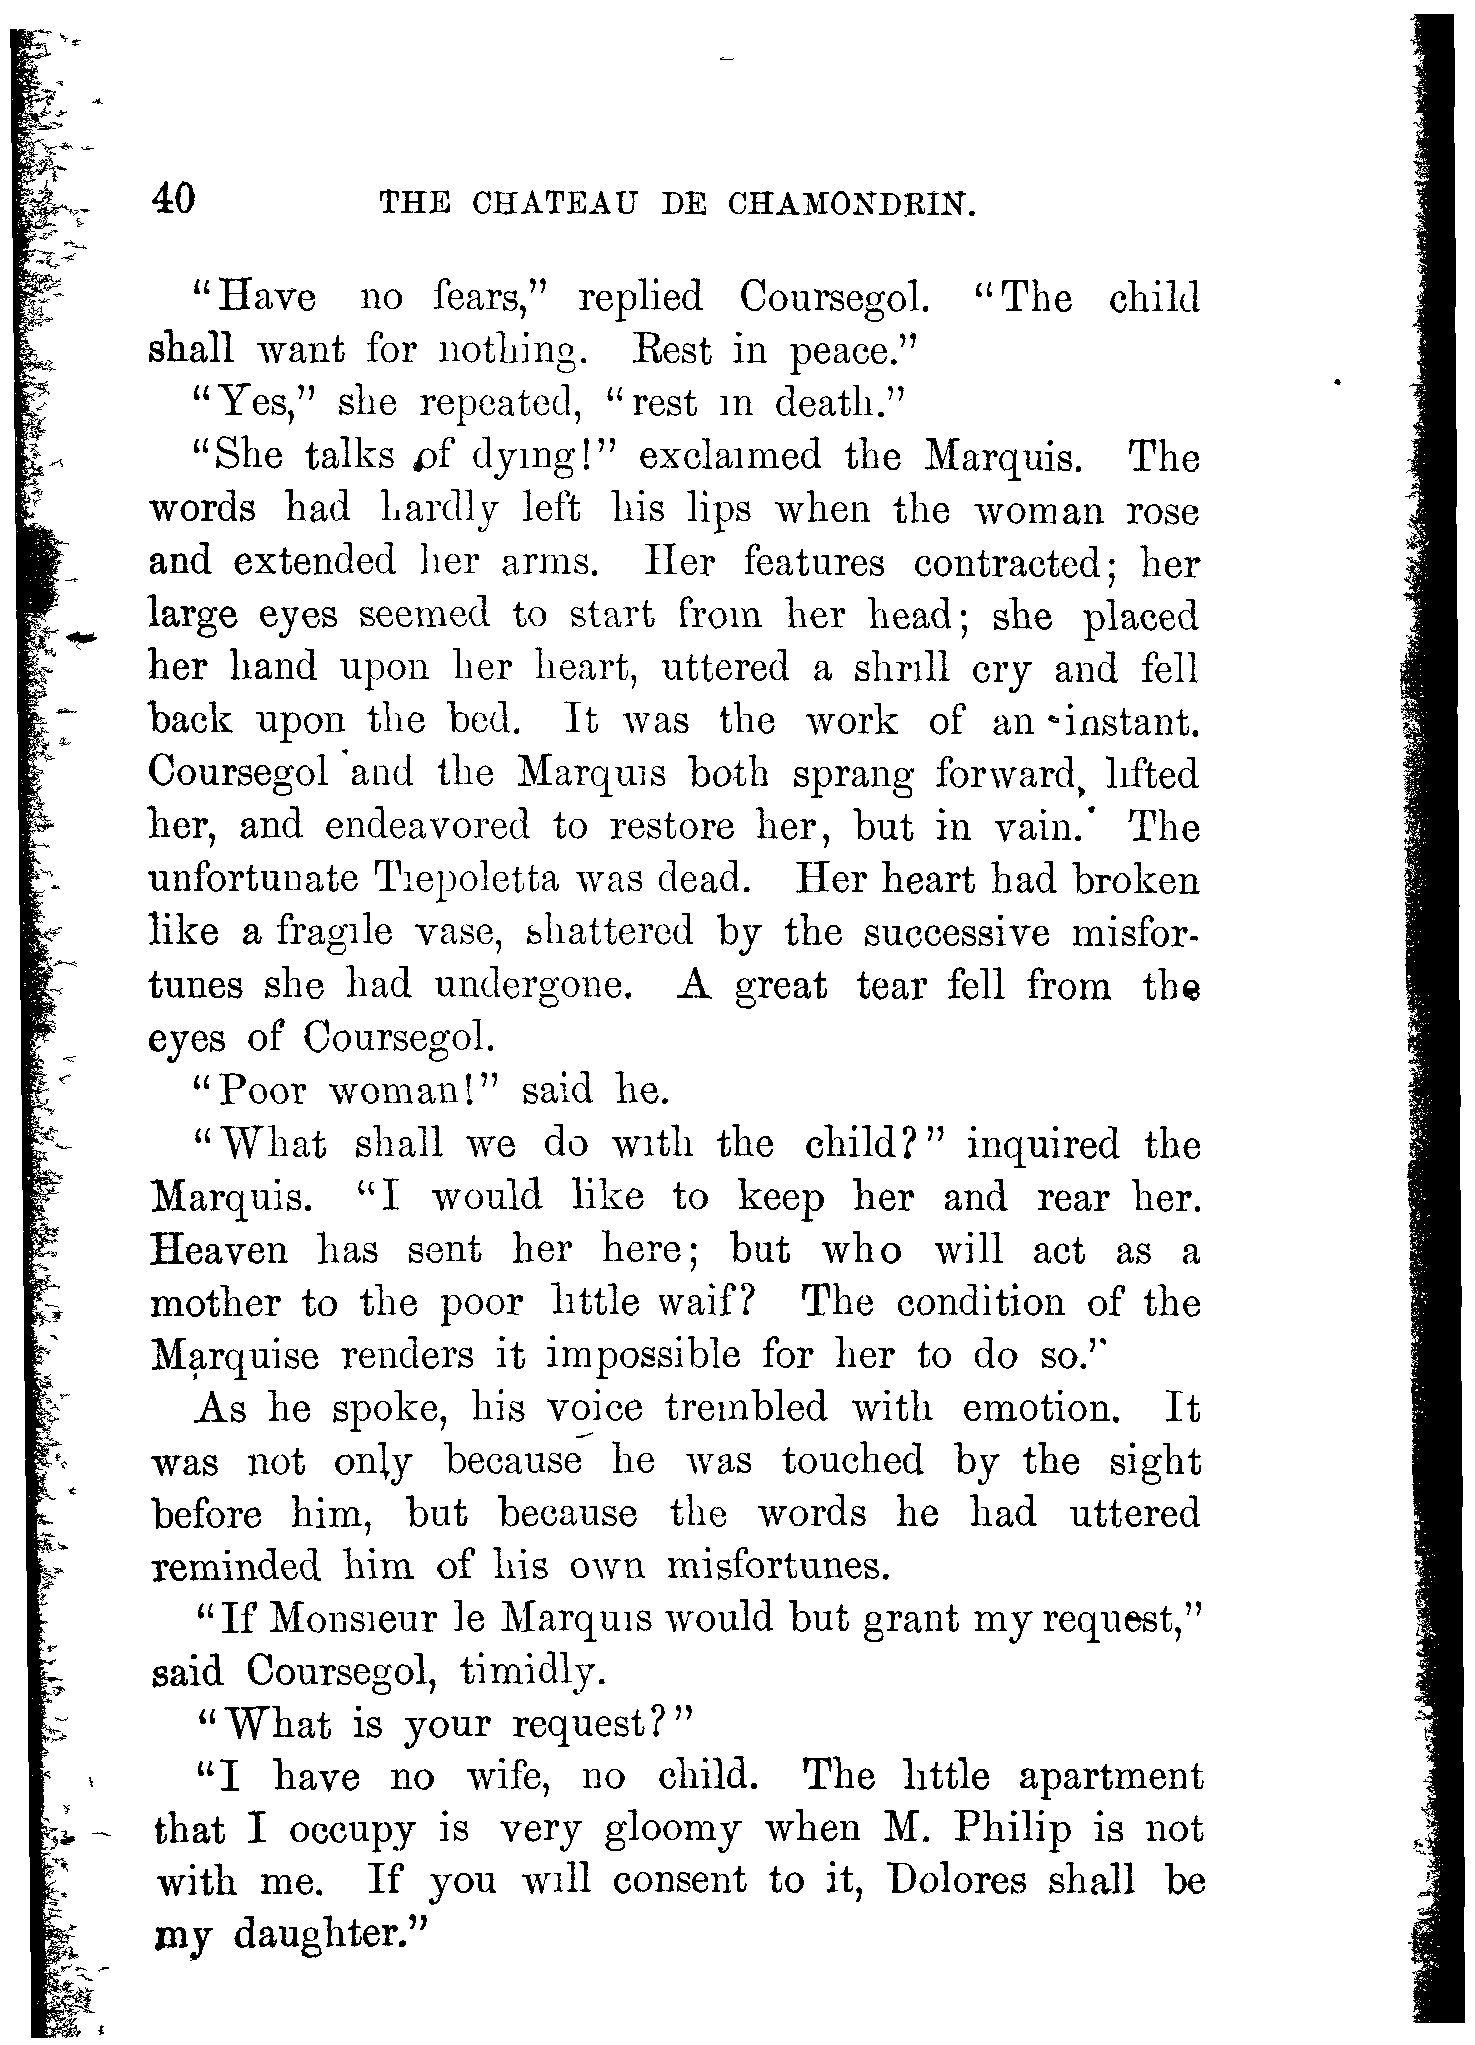 40 THE CHATEAU DE CHAMONDRIN.
"Have no fears," replied Coursegol. "The child
shall want for nothing. Rest in peace."
"Yes," she repeated, "rest in death."
"She talks of dying!" exclaimed the Marquis. The
words had hardly left his lips when the woman rose
and extended her arms. Her features contracted; her
large eyes seemed to start from her head; she placed
her hand upon her heart, uttered a shrill cry and fell
back upon the bed. It was the work of an instant.
Coursegol and the Marquis both sprang forward, lifted
her, and endeavored to restore her, but in vain. The
unfortunate Tiepoletta was dead. Her heart had broken
like a fragile vase, shattered by the successive misfor-
tunes she had undergone. A great tear fell from the
eyes of Coursegol.
"Poor woman!" said he.
"What shall we do with the child?" inquired the
Marquis. "I would like to keep her and rear her.
Heaven has sent her here; but who will act as a
mother to the poor little waif? The condition of the
Marquise renders it impossible for her to do so."
As he spoke, his voice trembled with emotion. It
was not only because he was touched by the sight
before him, but because the words he had uttered
reminded him of his own misfortunes.
"If Monsieur le Marquis would but grant my request,"
said Coursegol, timidly.
"What is your request?"
"I have no wife, no child. The little apartment
that I occupy is very gloomy when M. Philip is not
with me. If you will consent to it, Dolores shall be
my daughter."